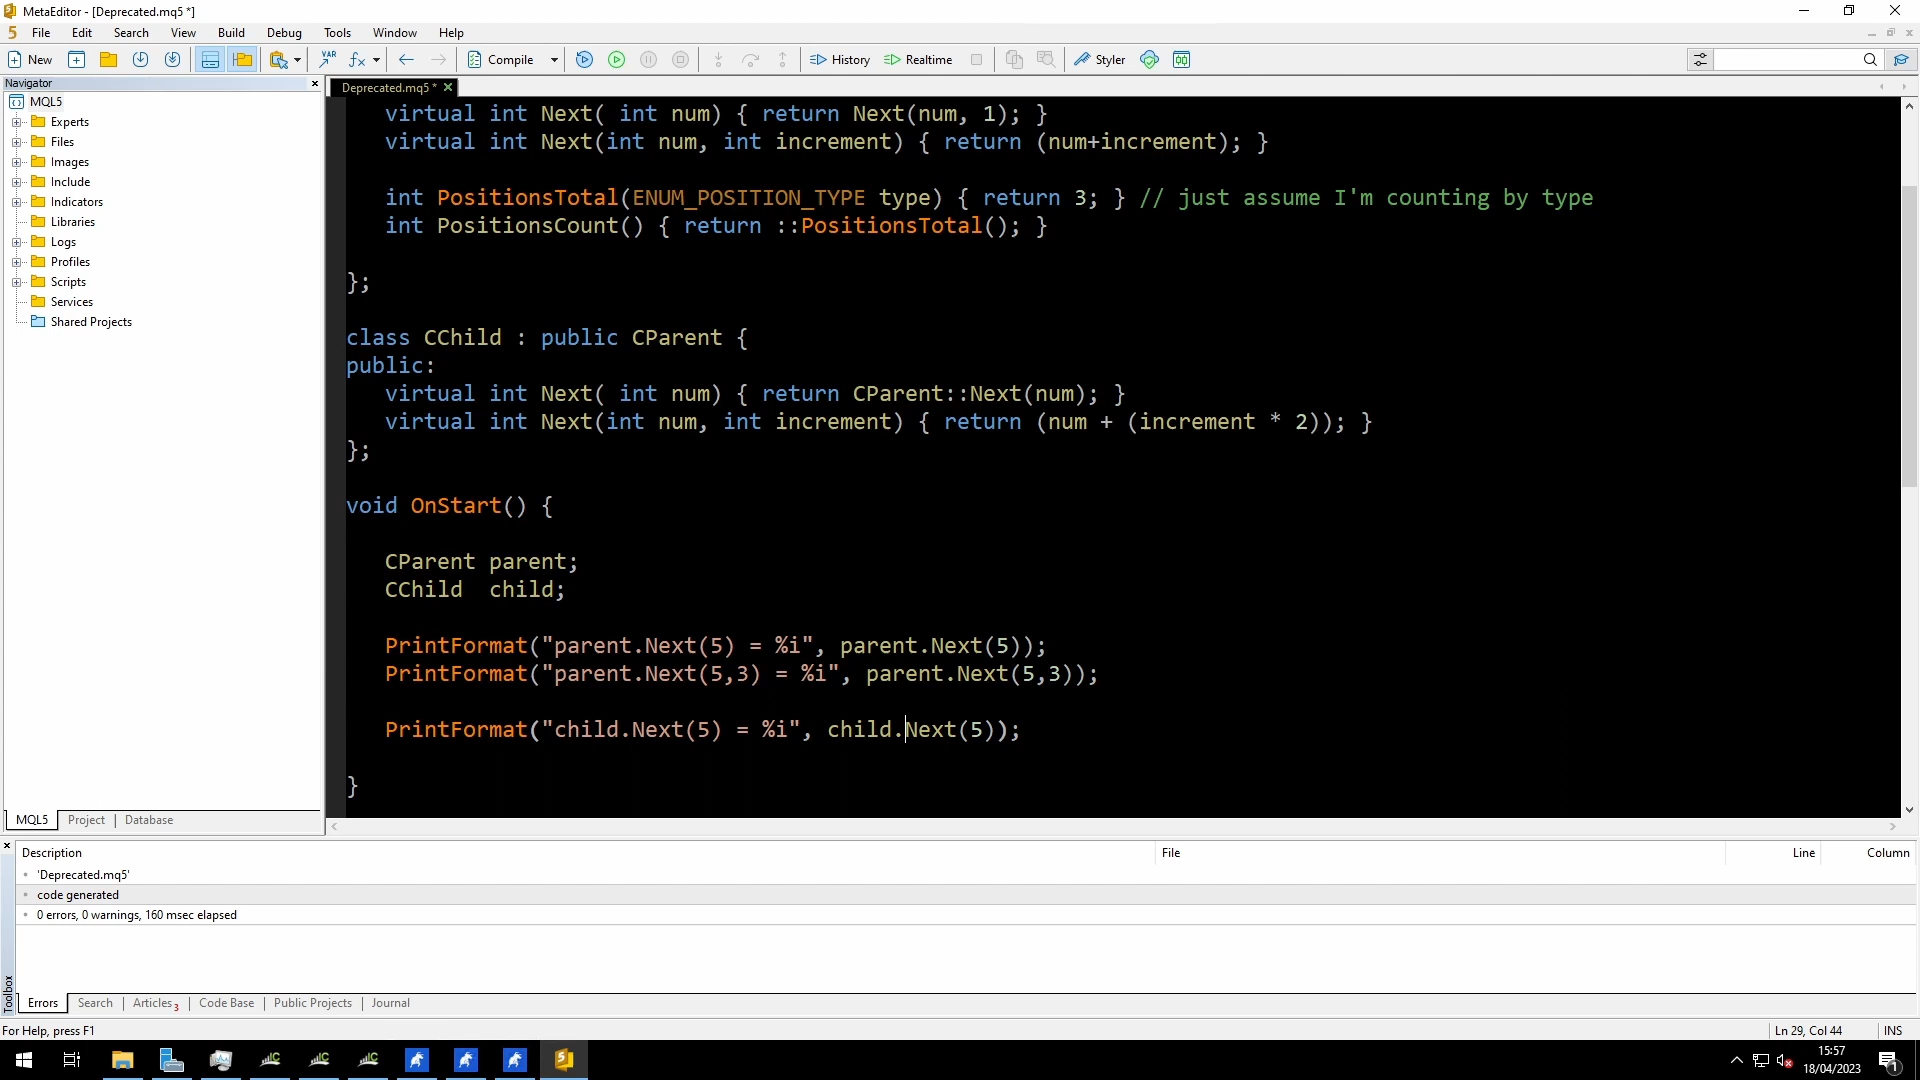 MetaEditor - [Deprecated.mq5 *]
File Edit Search View Build Debug Tools Window Help
New Compile History Realtime Styler
Navigator
MQL5
Experts
Files
Images
Include
Indicators
Libraries
Logs
Profiles
Scripts
Services
Shared Projects
MQL5 Project Database
Deprecated.mq5 *
virtual int Next( int num) { return Next(num, 1); }
virtual int Next(int num, int increment) { return (num+increment); }
int PositionsTotal(ENUM_POSITION_TYPE type) { return 3; } // just assume I'm counting by type
int PositionsCount() { return ::PositionsTotal(); }
};
class CChild : public CParent {
public:
virtual int Next( int num) { return CParent::Next(num); }
virtual int Next(int num, int increment) { return (num + (increment * 2)); }
};
void OnStart() {
CParent parent;
CChild child;
PrintFormat("parent.Next(5) = %i", parent.Next(5));
PrintFormat("parent.Next(5,3) = %i", parent.Next(5,3));
PrintFormat("child.Next(5) = %i", child.Next(5));
}
Description File Line Column
'Deprecated.mq5'
code generated
0 errors, 0 warnings, 160 msec elapsed
Toolbox
Errors Search Articles 3 Code Base Public Projects Journal
For Help, press F1 Ln 29, Col 44 INS
15:57
18/04/2023
1